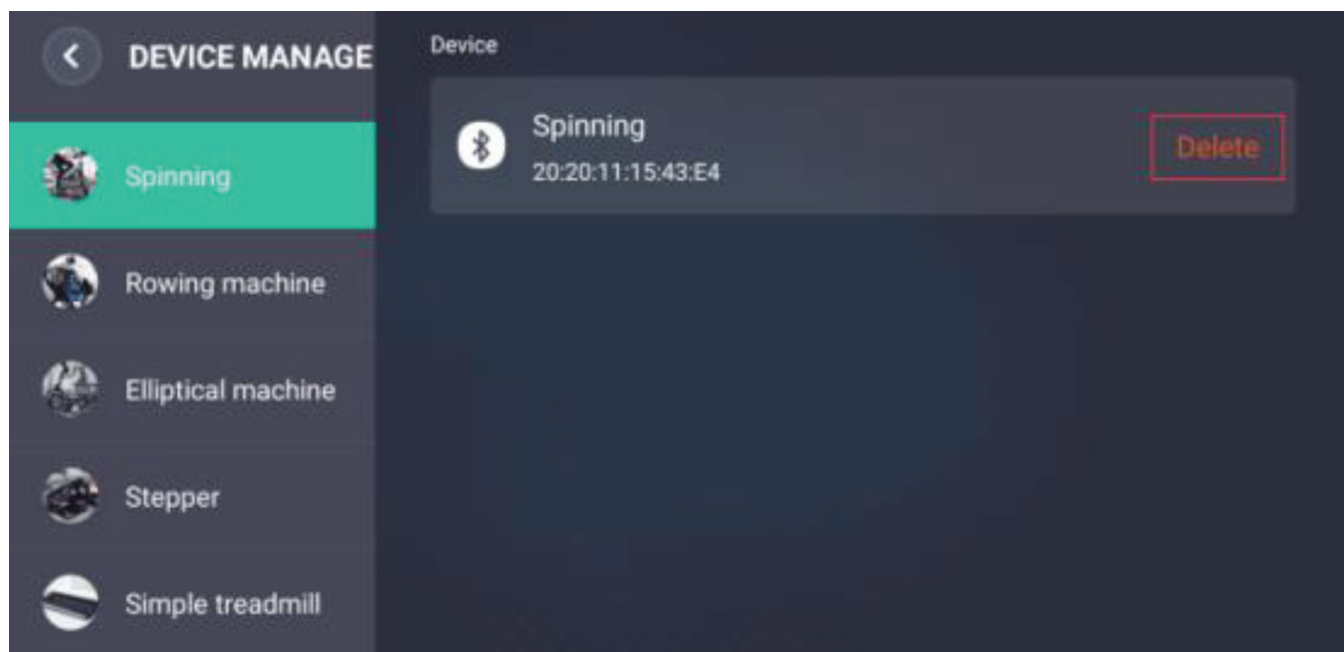 DEVICE MANAGE
Spinning
Rowing machine
Elliptical machine
Stepper
Simple treadmill
Device
Spinning
20:20:11:15:43:E4
Delete